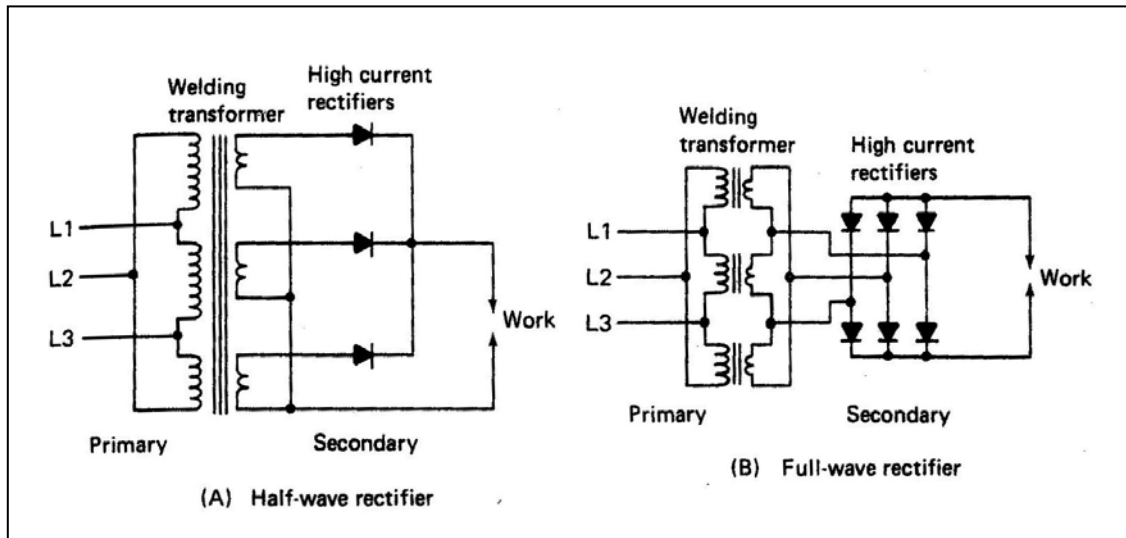 Welding
transformer
High current
rectifiers
L1
L2
L3
Work
Primary
Secondary
(A) Half-wave rectifier
Welding
transformer
High current
rectifiers
L1
L2
L3
Work
Primary
Secondary
(B) Full-wave rectifier